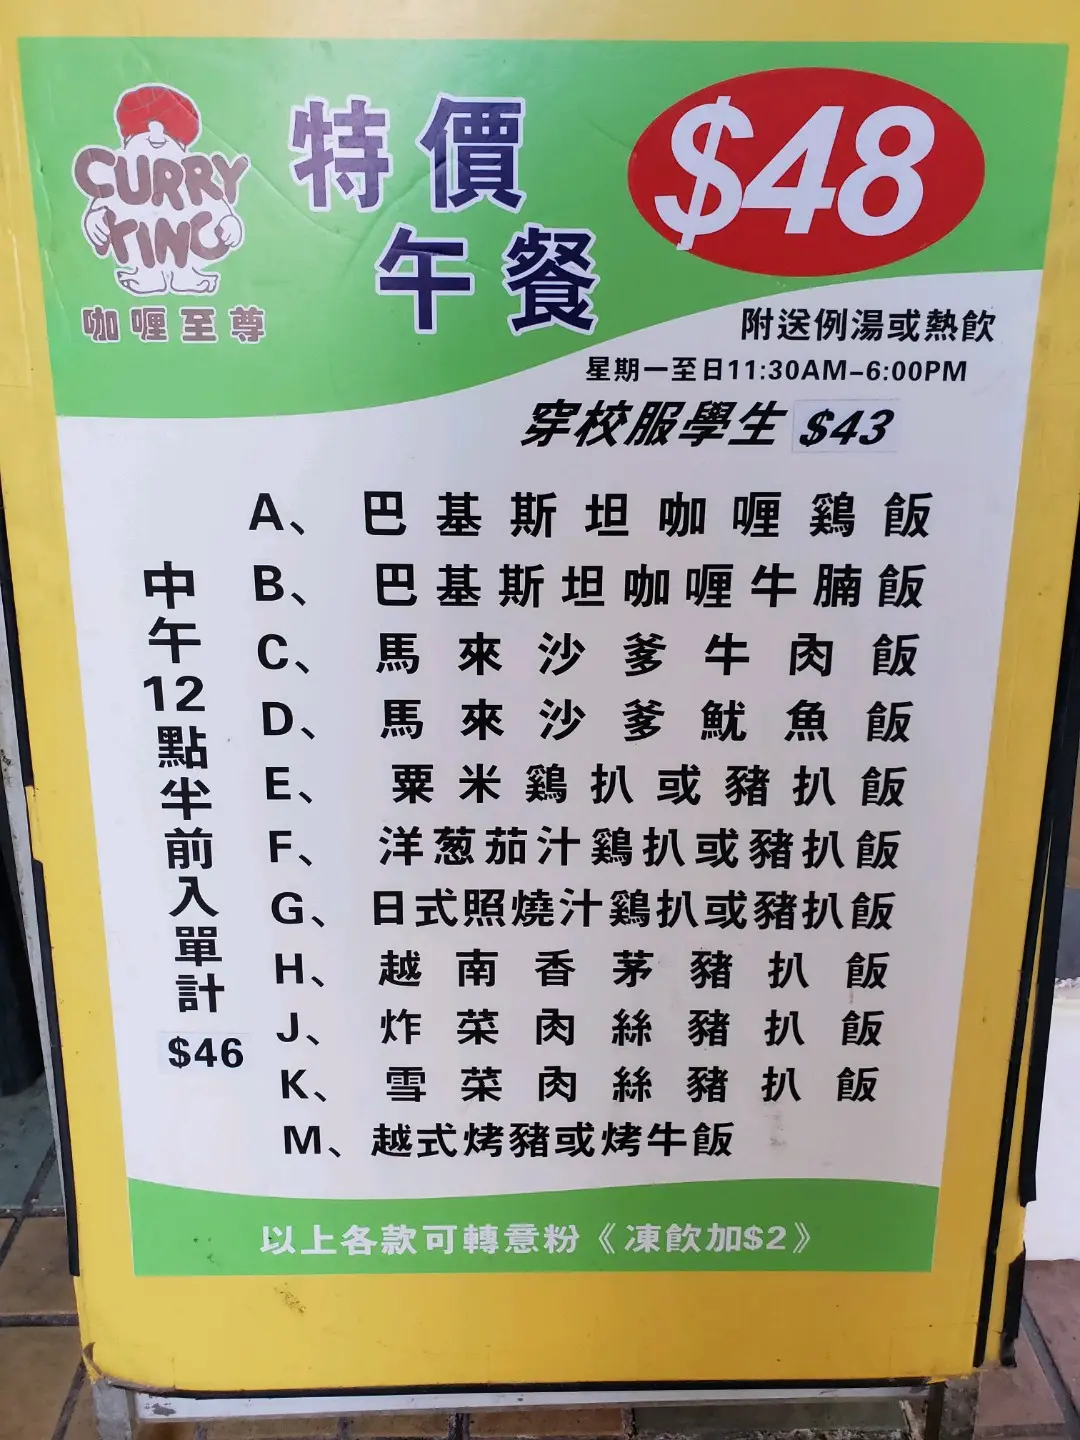 CURRY
KING
咖喱至尊
特價
午餐
$48
附送例湯或熱飲
星期一至日11:30AM-6:00PM
穿校服學生 $43
中午12點半前入單計
$46
A、巴基斯坦咖喱鷄飯
B、巴基斯坦咖喱牛腩飯
C、馬來沙爹牛肉飯
D、馬來沙爹魷魚飯
E、粟米鷄扒或豬扒飯
F、洋葱茄汁鷄扒或豬扒飯
G、日式照燒汁鷄扒或豬扒飯
H、越南香茅豬扒飯
J、炸菜肉絲豬扒飯
K、雪菜肉絲豬扒飯
M、越式烤豬或烤牛飯
以上各款可轉意粉《凍飲加$2》